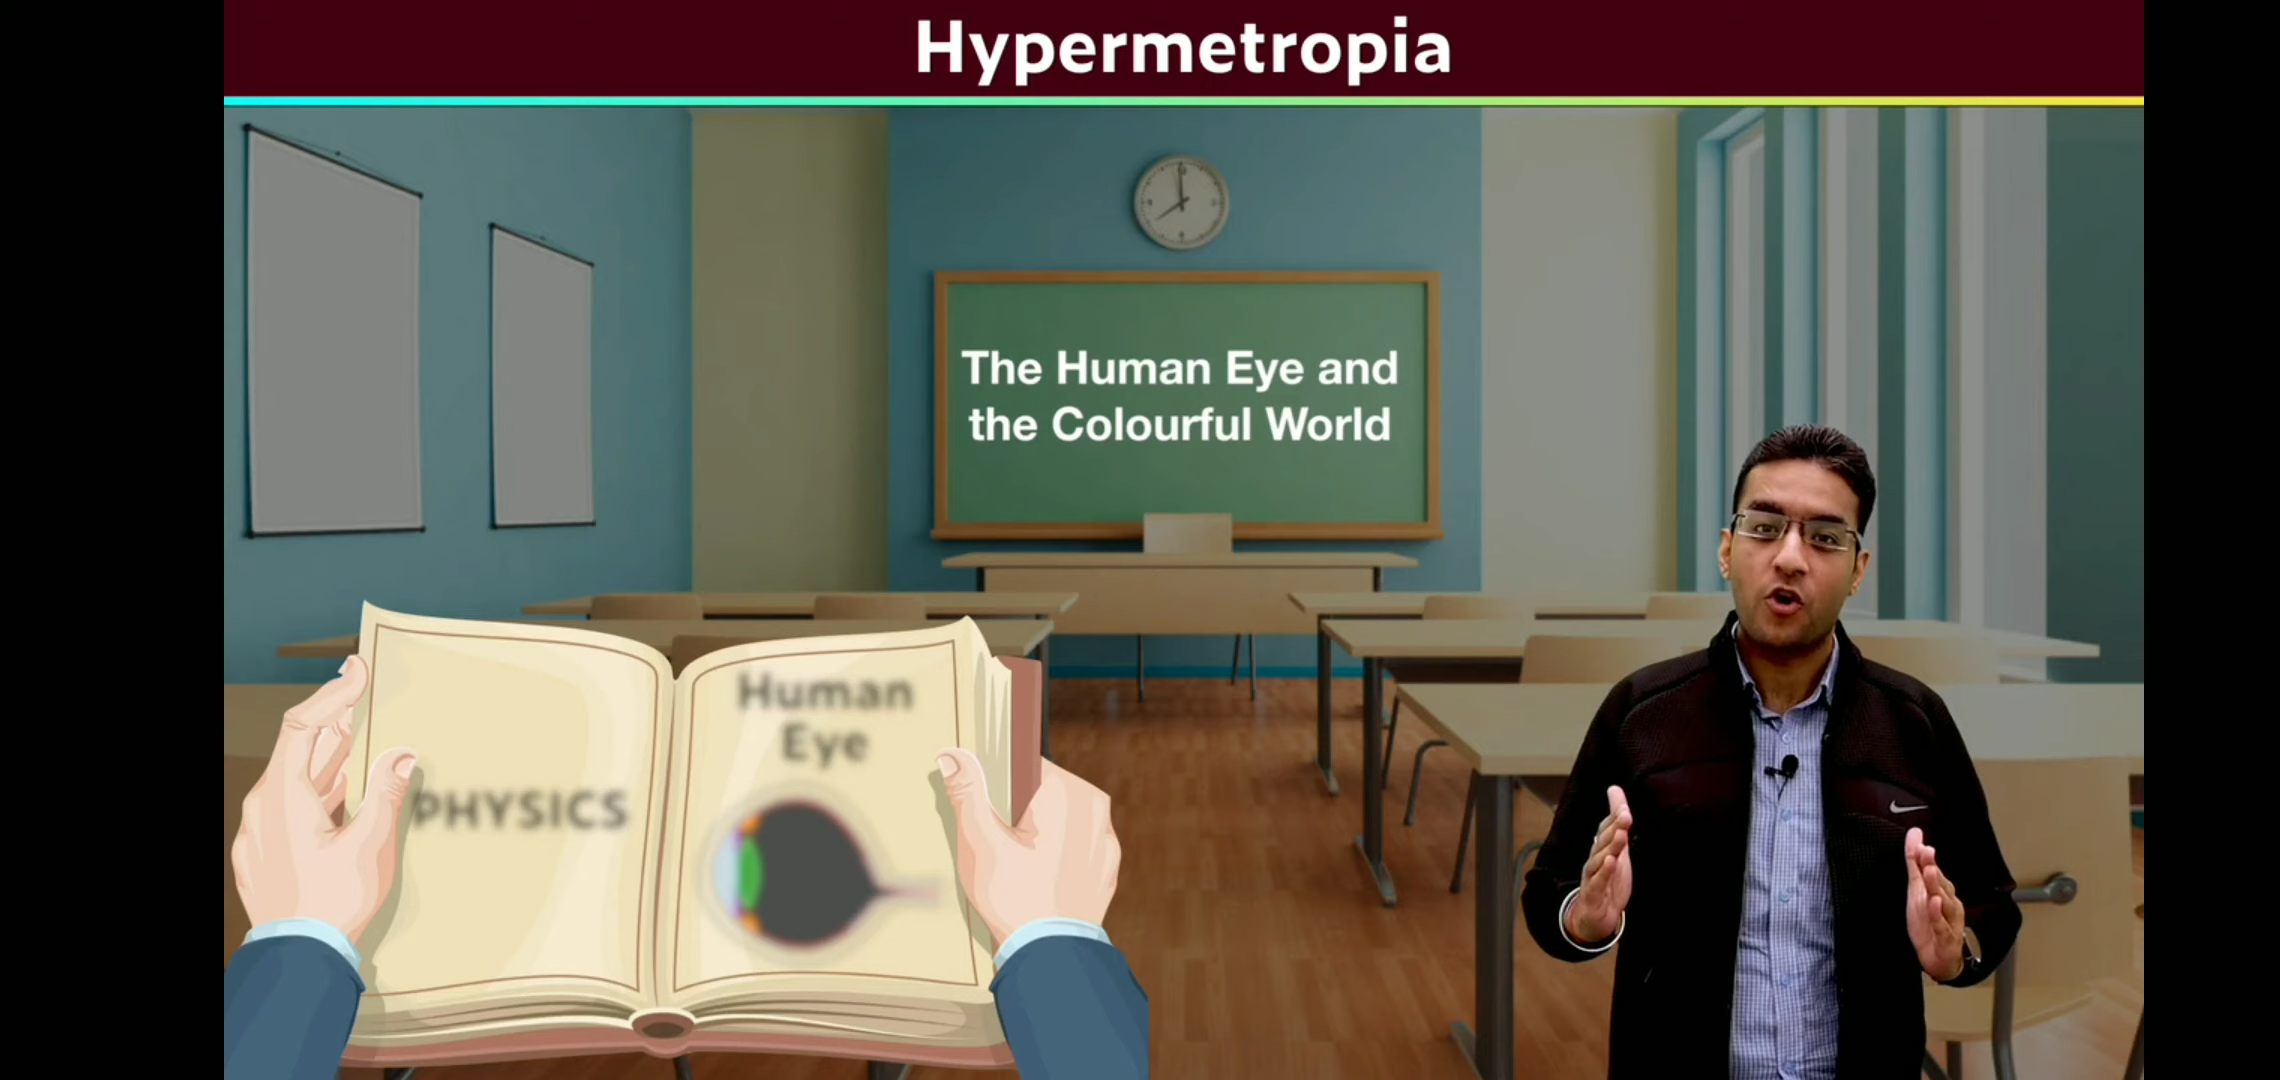 Hypermetropia
The Human Eye and
the Colourful World
Human
Eye
PHYSICS